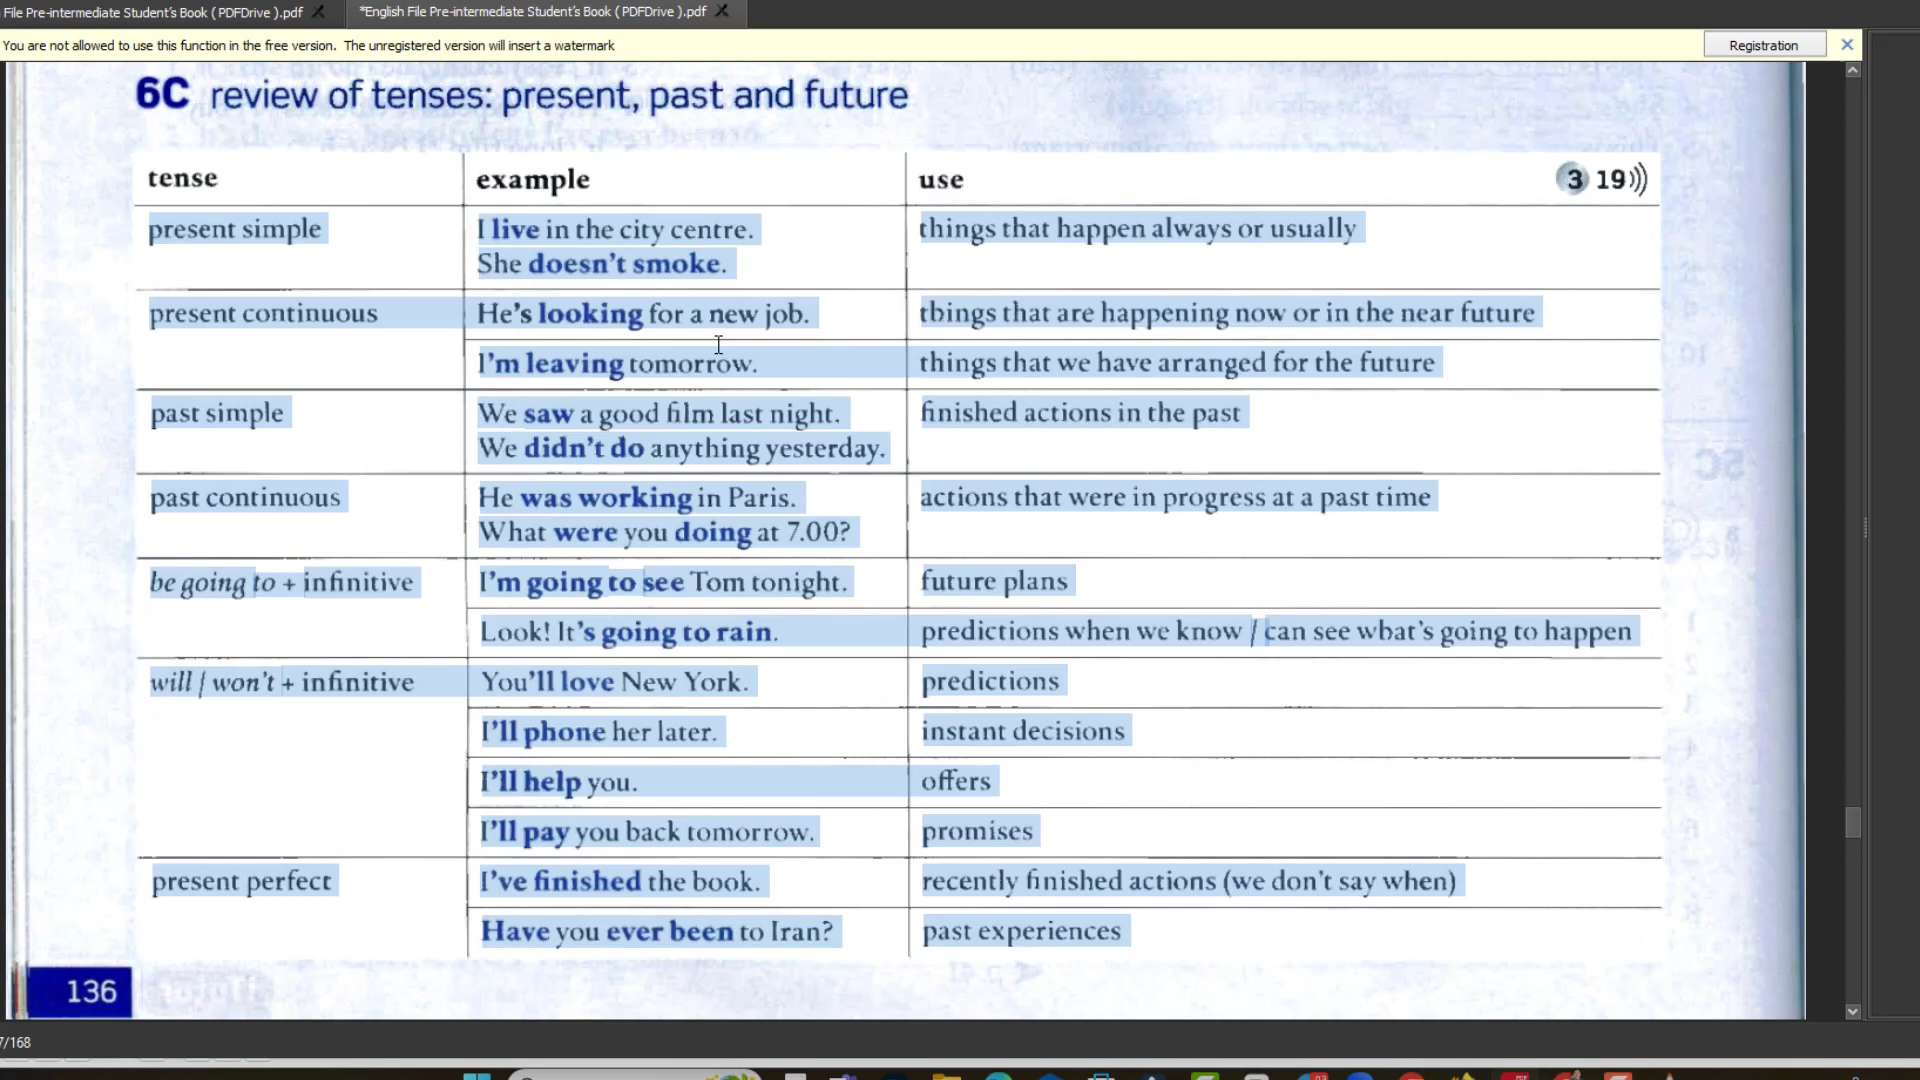 File Pre-intermediate Student's Book ( PDFDrive ).pdf
*English File Pre-intermediate Student's Book ( PDFDrive ).pdf
You are not allowed to use this function in the free version. The unregistered version will insert a watermark
Registration
6C review of tenses: present, past and future
tense example use 3 19
present simple I live in the city centre. things that happen always or usually
She doesn't smoke.
present continuous He's looking for a new job. things that are happening now or in the near future
I'm leaving tomorrow. things that we have arranged for the future
past simple We saw a good film last night. finished actions in the past
We didn't do anything yesterday.
past continuous He was working in Paris. actions that were in progress at a past time
What were you doing at 7.00?
be going to + infinitive I'm going to see Tom tonight. future plans
Look! It's going to rain. predictions when we know / can see what's going to happen
will / won't + infinitive You'll love New York. predictions
I'll phone her later. instant decisions
I'll help you. offers
I'll pay you back tomorrow. promises
present perfect I've finished the book. recently finished actions (we don't say when)
Have you ever been to Iran? past experiences
136
7/168